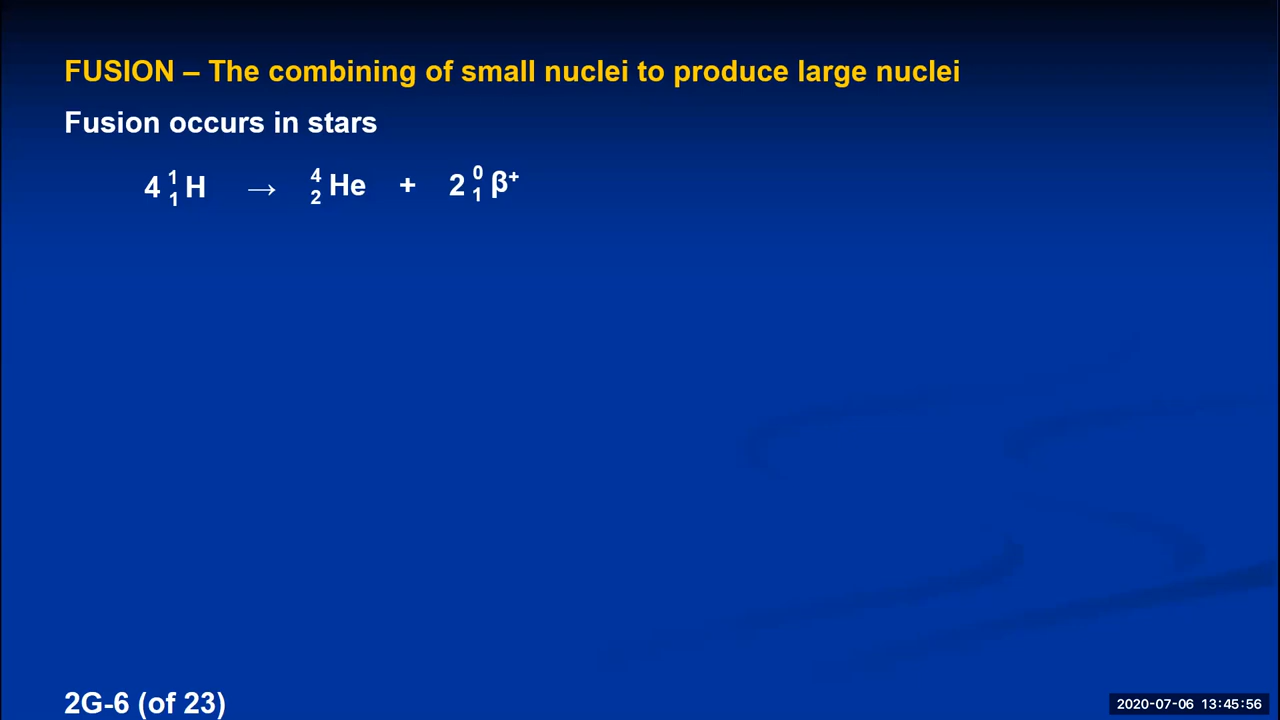 FUSION – The combining of small nuclei to produce large nuclei
Fusion occurs in stars
4 ¹₁H → ⁴₂He + 2 ⁰₁β⁺
2G-6 (of 23)
2020-07-06 13:45:56